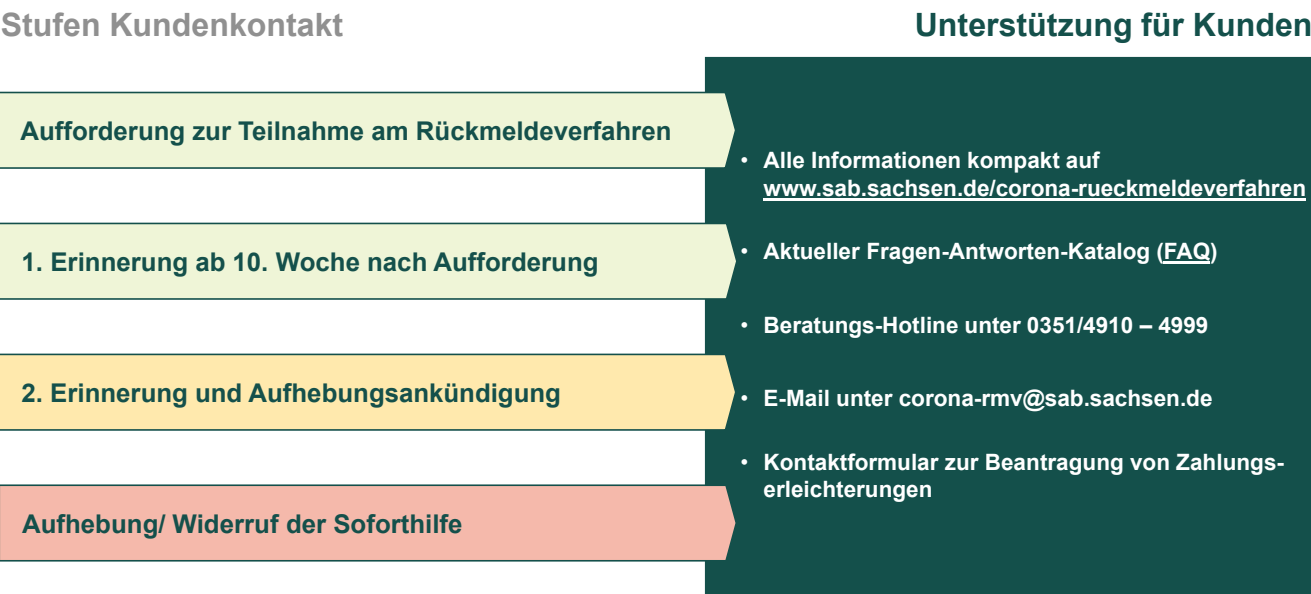 Stufen Kundenkontakt
Unterstützung für Kunden
Aufforderung zur Teilnahme am Rückmeldeverfahren
1. Erinnerung ab 10. Woche nach Aufforderung
2. Erinnerung und Aufhebungsankündigung
Aufhebung/ Widerruf der Soforthilfe
• Alle Informationen kompakt auf
www.sab.sachsen.de/corona-rueckmeldeverfahren
• Aktueller Fragen-Antworten-Katalog (FAQ)
• Beratungs-Hotline unter 0351/4910 – 4999
• E-Mail unter corona-rmv@sab.sachsen.de
• Kontaktformular zur Beantragung von Zahlungs-
erleichterungen